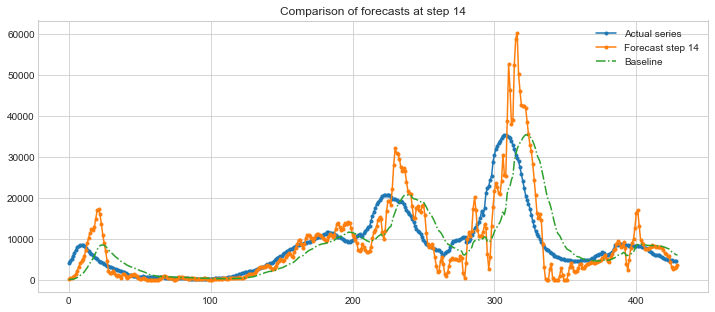 Comparison of forecasts at step 14
Actual series
Forecast step 14
Baseline
60000
50000
40000
30000
20000
10000
0
0 100 200 300 400